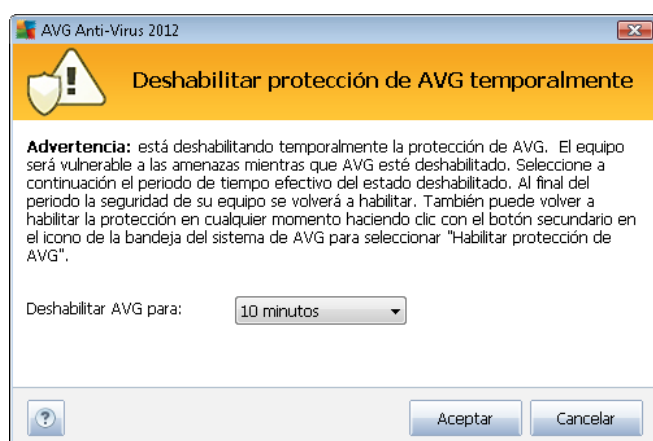 AVG Anti-Virus 2012
Deshabilitar protección de AVG temporalmente
Advertencia: está deshabilitando temporalmente la protección de AVG. El equipo
será vulnerable a las amenazas mientras que AVG esté deshabilitado. Seleccione a
continuación el periodo de tiempo efectivo del estado deshabilitado. Al final del
periodo la seguridad de su equipo se volverá a habilitar. También puede volver a
habilitar la protección en cualquier momento haciendo clic con el botón secundario en
el icono de la bandeja del sistema de AVG para seleccionar "Habilitar protección de
AVG".
Deshabilitar AVG para: 10 minutos
? Aceptar Cancelar